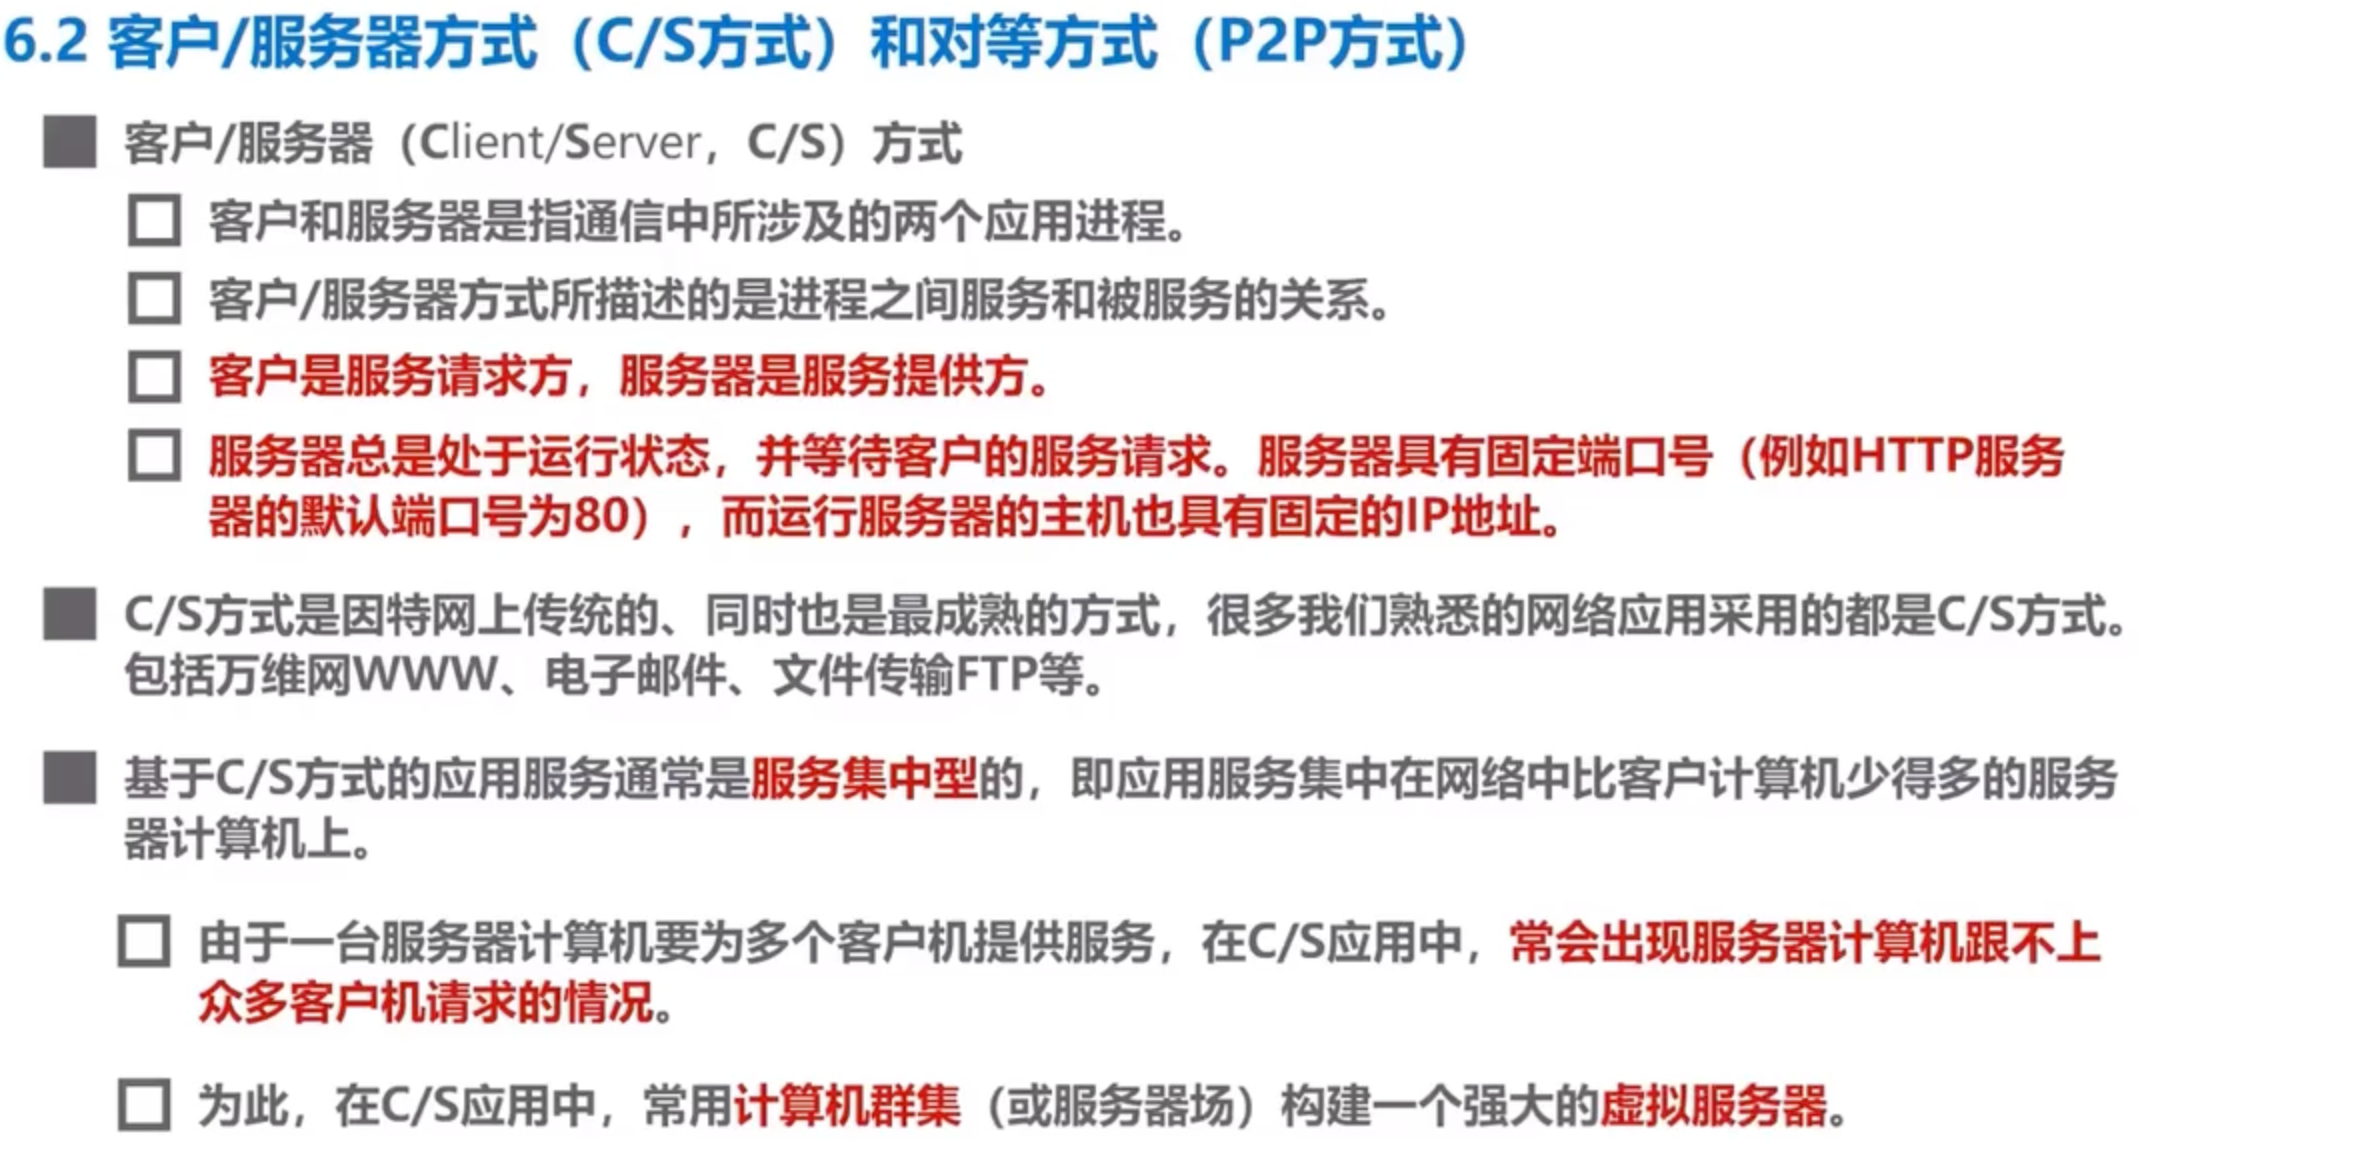 6.2 客户/服务器方式（C/S方式）和对等方式（P2P方式）
客户/服务器（Client/Server，C/S）方式
客户和服务器是指通信中所涉及的两个应用进程。
客户/服务器方式所描述的是进程之间服务和被服务的关系。
客户是服务请求方，服务器是服务提供方。
服务器总是处于运行状态，并等待客户的服务请求。服务器具有固定端口号（例如HTTP服务
器的默认端口号为80），而运行服务器的主机也具有固定的IP地址。
C/S方式是因特网上传统的、同时也是最成熟的方式，很多我们熟悉的网络应用采用的都是C/S方式。
包括万维网WWW、电子邮件、文件传输FTP等。
基于C/S方式的应用服务通常是服务集中型的，即应用服务集中在网络中比客户计算机少得多的服务
器计算机上。
由于一台服务器计算机要为多个客户机提供服务，在C/S应用中，常会出现服务器计算机跟不上
众多客户机请求的情况。
为此，在C/S应用中，常用计算机群集（或服务器场）构建一个强大的虚拟服务器。